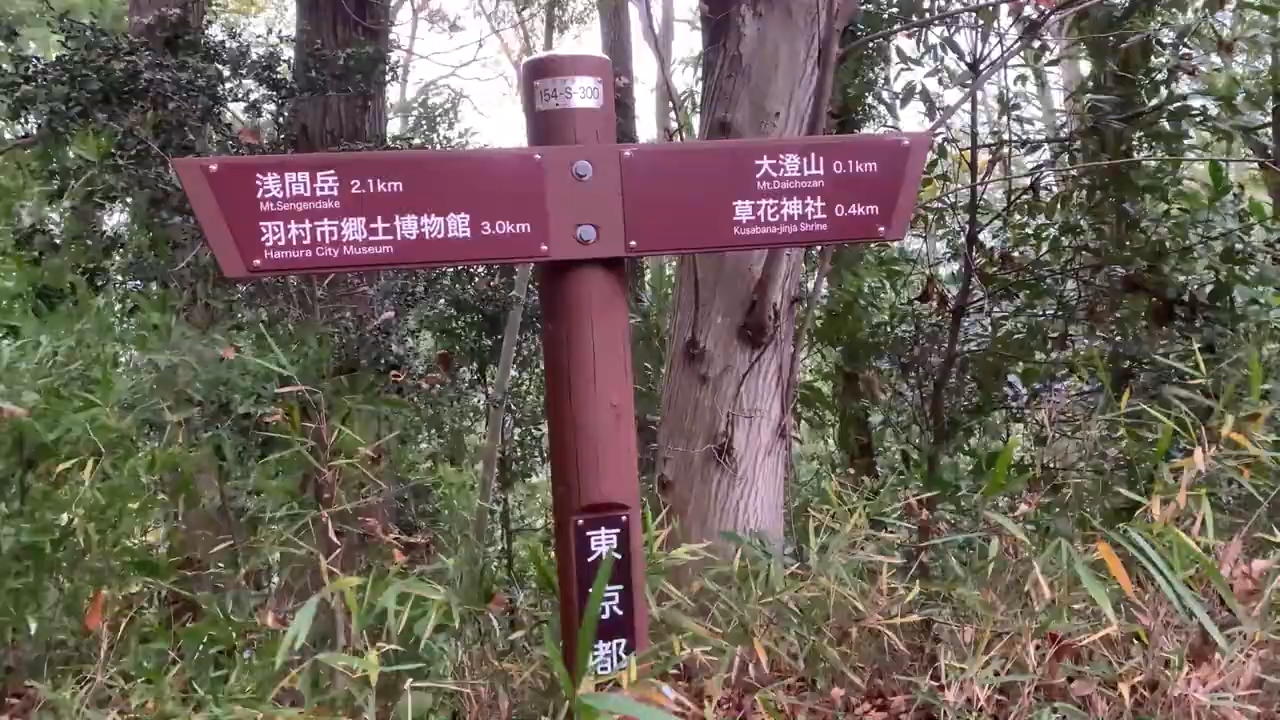 154-S-300
浅間岳 2.1km
Mt.Sengendake
羽村市郷土博物館 3.0km
Hamura City Museum
大澄山 0.1km
Mt.Daichozan
草花神社 0.4km
Kusabana-jinja Shrine
東京都